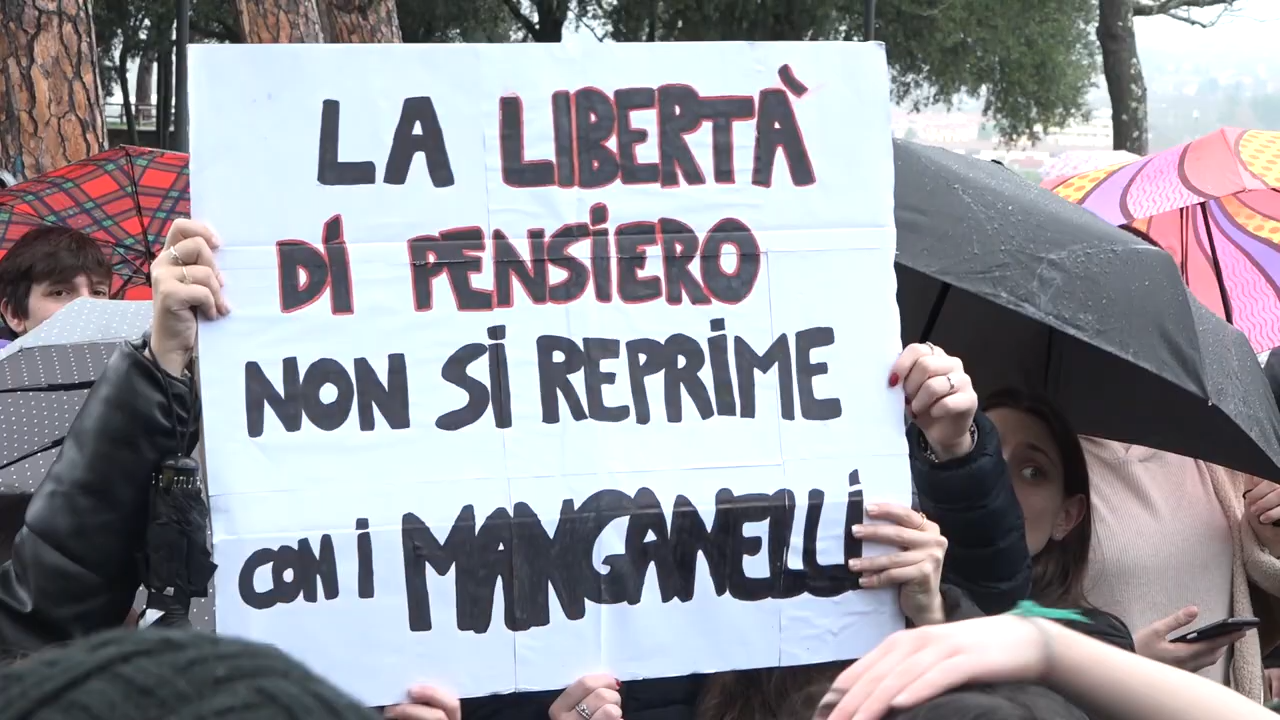 LA LIBERTÀ
DI PENSIERO
NON SI REPRIME
CON I MANGANELLI